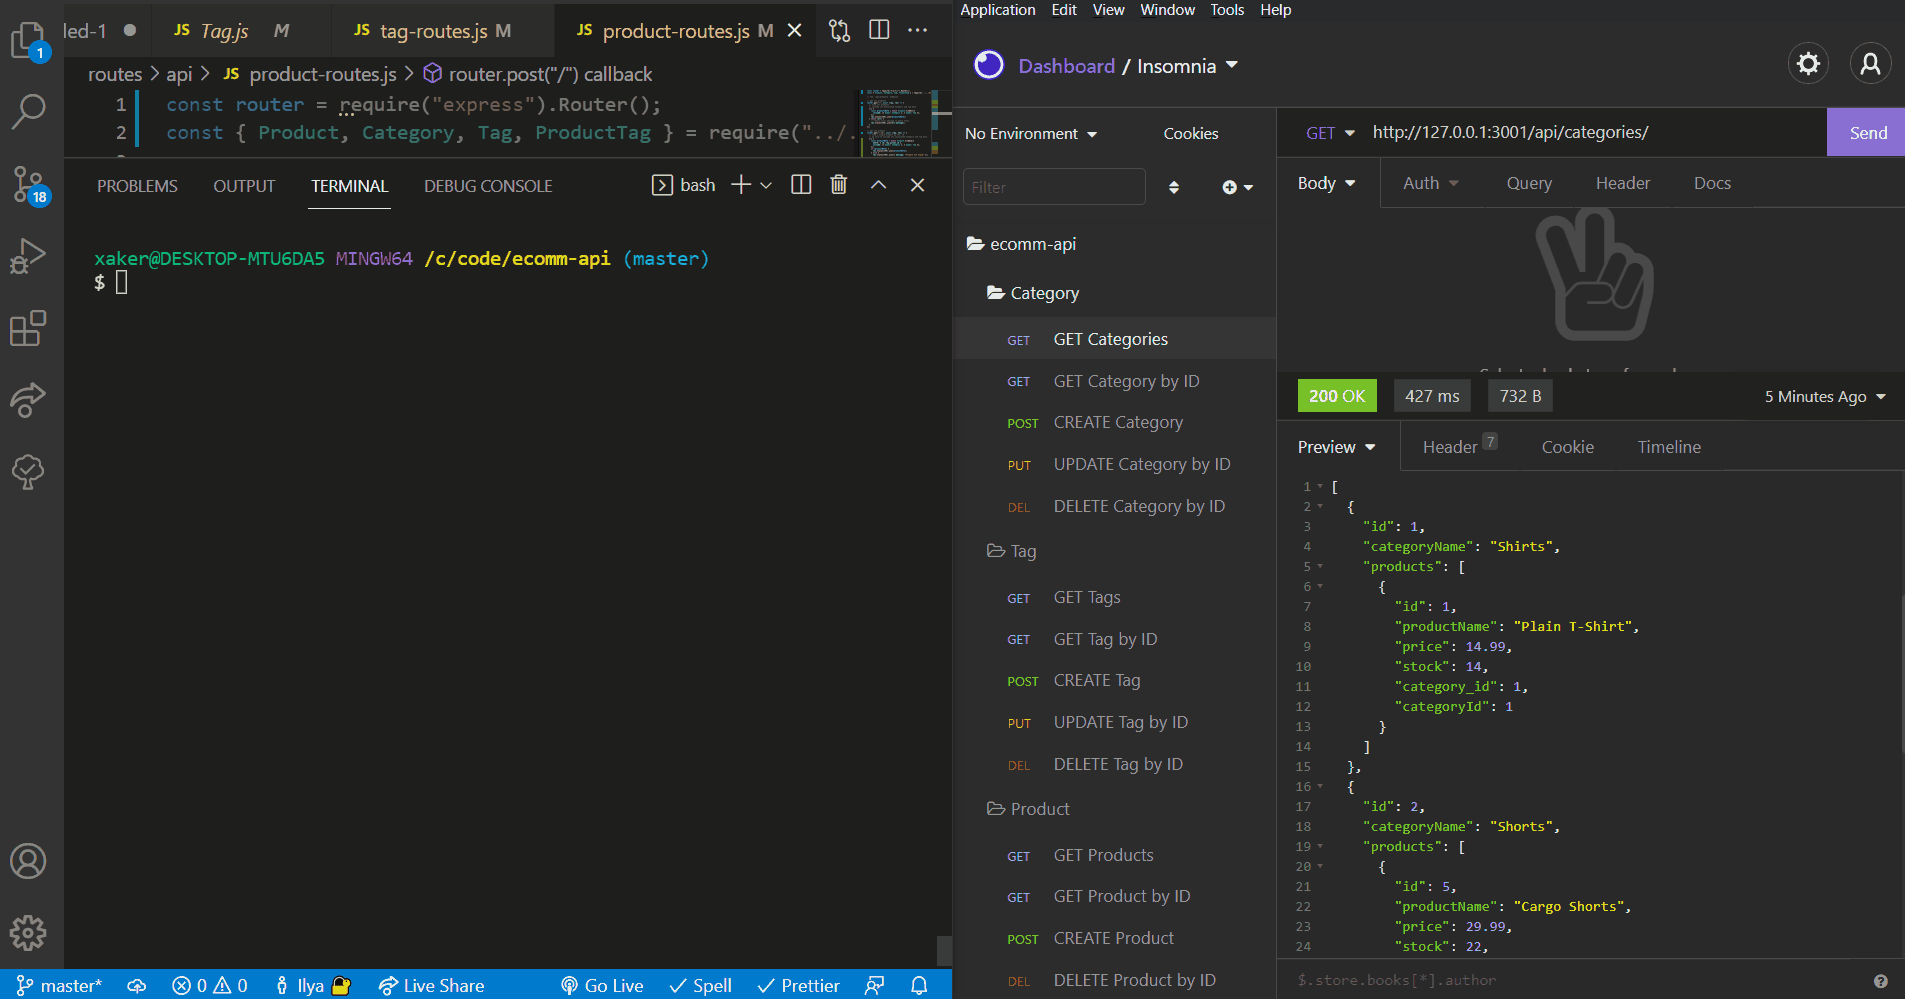 led-1
JS Tag.js M
JS tag-routes.js M
JS product-routes.js M
routes > api > JS product-routes.js > router.post("/") callback
1 const router = require("express").Router();
2 const { Product, Category, Tag, ProductTag } = require("../.
PROBLEMS OUTPUT TERMINAL DEBUG CONSOLE
bash
xaker@DESKTOP-MTU6DA5 MINGW64 /c/code/ecomm-api (master)
$
1
18
master*
0 0
Ilya
Live Share
Go Live
Spell
Prettier
Application Edit View Window Tools Help
Dashboard / Insomnia
No Environment
Cookies
Filter
ecomm-api
Category
GET GET Categories
GET GET Category by ID
POST CREATE Category
PUT UPDATE Category by ID
DEL DELETE Category by ID
Tag
GET GET Tags
GET GET Tag by ID
POST CREATE Tag
PUT UPDATE Tag by ID
DEL DELETE Tag by ID
Product
GET GET Products
GET GET Product by ID
POST CREATE Product
DEL DELETE Product by ID
GET http://127.0.0.1:3001/api/categories/ Send
Body Auth Query Header Docs
200 OK 427 ms 732 B 5 Minutes Ago
Preview Header 7 Cookie Timeline
1 [
2 {
3 "id": 1,
4 "categoryName": "Shirts",
5 "products": [
6 {
7 "id": 1,
8 "productName": "Plain T-Shirt",
9 "price": 14.99,
10 "stock": 14,
11 "category_id": 1,
12 "categoryId": 1
13 }
14 ]
15 },
16 {
17 "id": 2,
18 "categoryName": "Shorts",
19 "products": [
20 {
21 "id": 5,
22 "productName": "Cargo Shorts",
23 "price": 29.99,
24 "stock": 22,
$.store.books[*].author